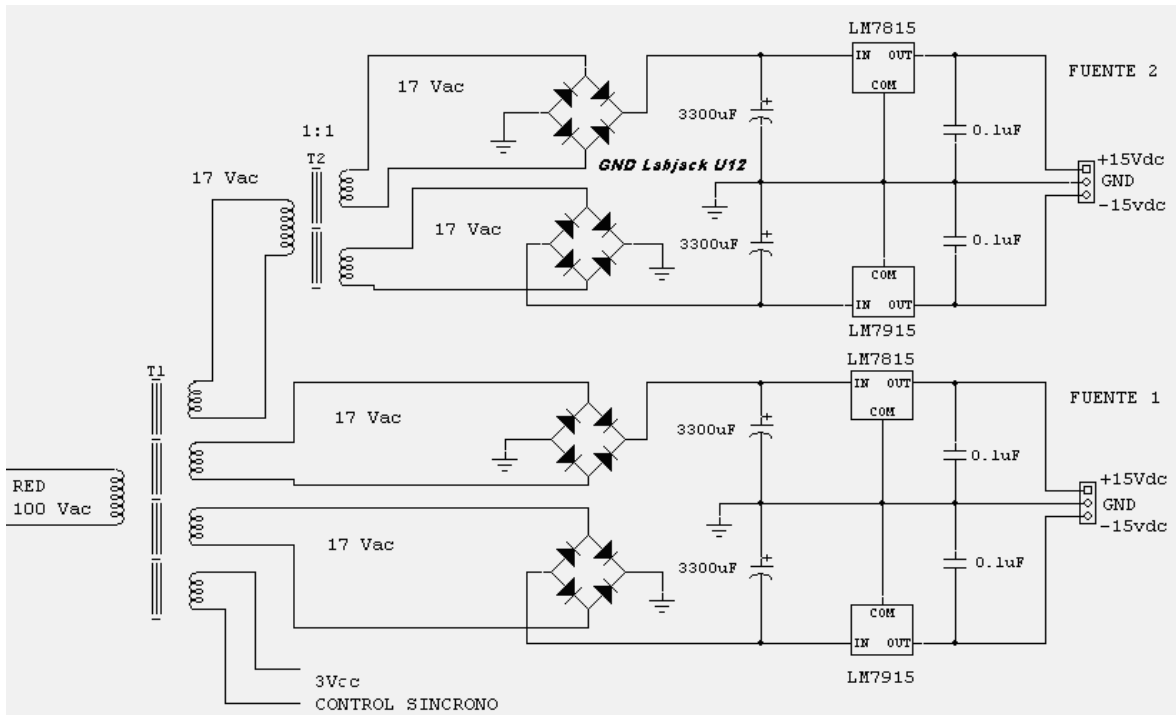 LM7815
IN OUT
COM
FUENTE 2
17 Vac
3300uF
+
0.1uF
1:1
T2
GND Labjack U12
+15Vdc
GND
-15vdc
17 Vac
17 Vac
3300uF
+
0.1uF
COM
IN OUT
LM7915
LM7815
IN OUT
COM
FUENTE 1
T1
17 Vac
3300uF
+
0.1uF
RED
100 Vac
+15Vdc
GND
-15vdc
17 Vac
3300uF
+
0.1uF
COM
IN OUT
LM7915
3Vcc
CONTROL SINCRONO